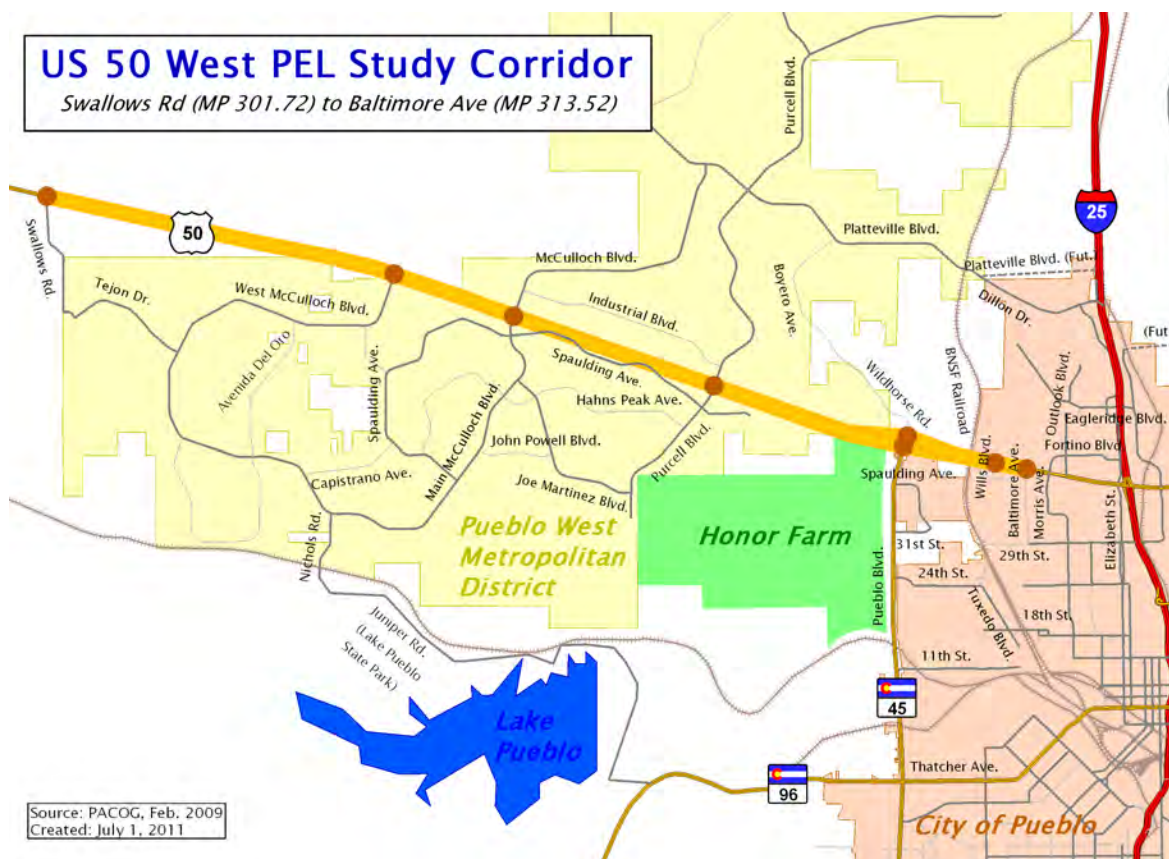 US 50 West PEL Study Corridor
Swallows Rd (MP 301.72) to Baltimore Ave (MP 313.52)
Purcell Blvd.
25
50
Swallows Rd.
Platteville Blvd.
McCulloch Blvd.
Platteville Blvd. (Fut.)
Tejon Dr.
West McCulloch Blvd.
Industrial Blvd.
Boyero Ave.
Dillon Dr.
(Fut
Avenida Del Oto
Spaulding Ave.
Spaulding Ave.
Wildhorse Rd.
BNSF Railroad
Outlook Blvd.
Hahns Peak Ave.
Eagleridge Blvd.
Main McCulloch Blvd.
John Powell Blvd.
Purcell Blvd.
Fortino Blvd
Spaulding Ave.
Wills Blvd.
Baltimore Ave.
Morris Ave.
Elizabeth St.
Capistrano Ave.
Joe Martinez Blvd.
Nichols Rd.
Pueblo West
Metropolitan
District
Honor Farm
31st St.
29th St.
24th St.
Pueblo Blvd.
Tuxedo Blvd.
18th St.
11th St.
Juniper Rd.
(Lake Pueblo
State Park)
45
Lake
Pueblo
Thatcher Ave.
96
City of Pueblo
Source: PACOG, Feb. 2009
Created: July 1, 2011